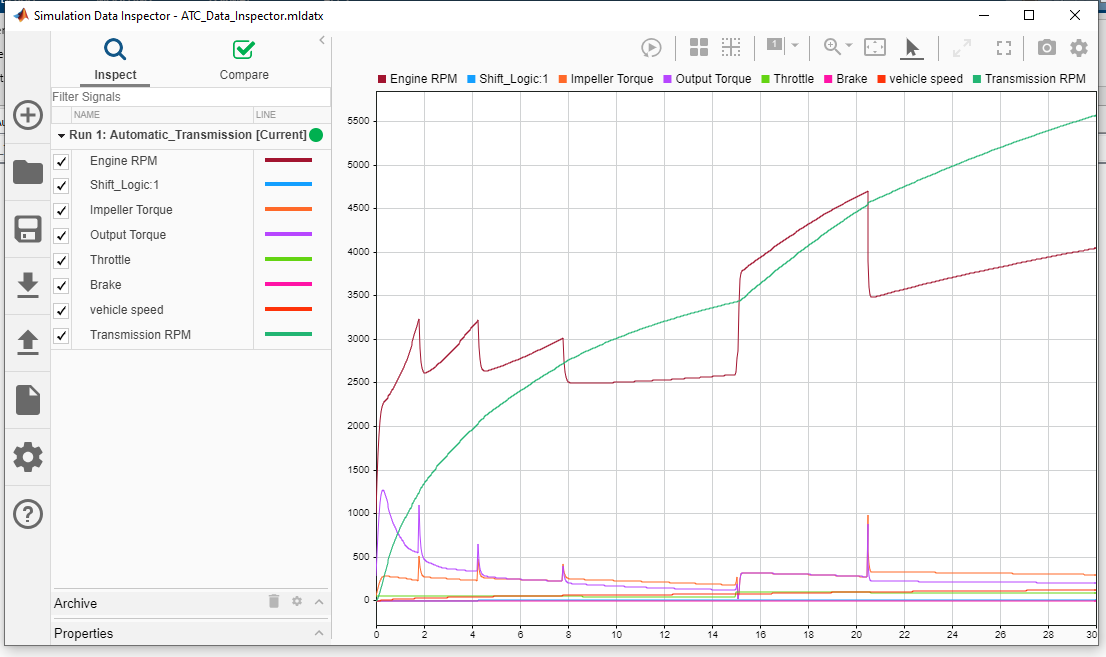 Simulation Data Inspector - ATC_Data_Inspector.mldatx
Inspect
Compare
Filter Signals
NAME
LINE
Run 1: Automatic_Transmission [Current]
Engine RPM
Shift_Logic:1
Impeller Torque
Output Torque
Throttle
Brake
vehicle speed
Transmission RPM
Archive
Properties
1
Engine RPM Shift_Logic:1 Impeller Torque Output Torque Throttle Brake vehicle speed Transmission RPM
5500
5000
4500
4000
3500
3000
2500
2000
1500
1000
500
0
0 2 4 6 8 10 12 14 16 18 20 22 24 26 28 30